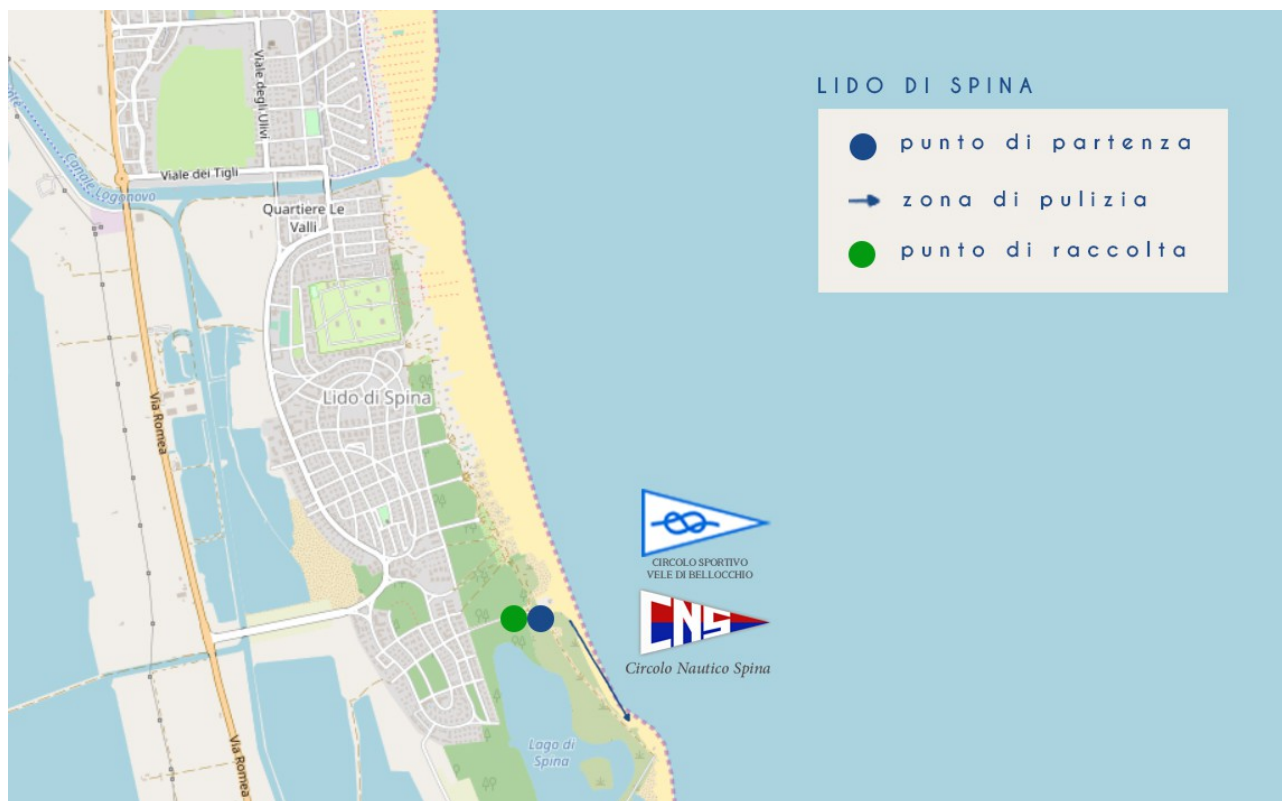 LIDO DI SPINA
punto di partenza
zona di pulizia
punto di raccolta
Viale degli Ulivi
Viale dei Tigli
Canale Logonovo
Quartiere Le
Valli
Lido di Spina
Via Romea
CIRCOLO SPORTIVO
VELE DI BELLOCCHIO
CNS
Circolo Nautico Spina
Via Romea
Lago di
Spina